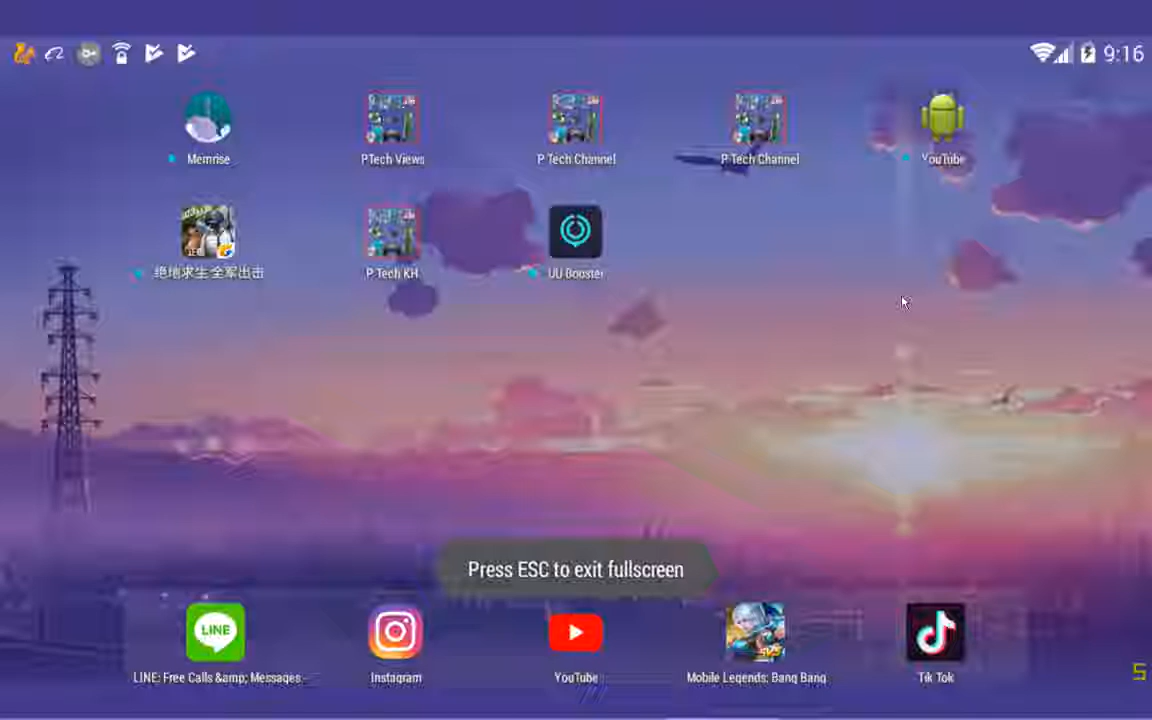 9:16
Memrise
P Tech Views
P Tech Channel
P Tech Channel
YouTube
绝地求生 全军出击
P Tech KH
UU Booster
Press ESC to exit fullscreen
LINE
LINE: Free Calls &amp; Messages
Instagram
YouTube
Mobile Legends: Bang Bang
Tik Tok
5